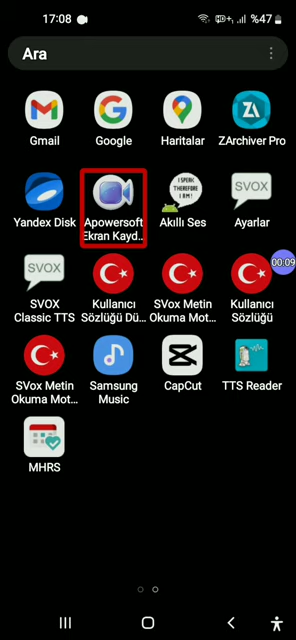 17:08
%47
Ara
Gmail
Google
Haritalar
ZArchiver Pro
I SPEAK
THEREFORE
I AM!
SVOX
Yandex Disk
Apowersoft
Ekran Kayd..
Akıllı Ses
Ayarlar
SVOX
00:09
SVOX
Classic TTS
Kullanıcı
Sözlüğü Dü...
SVox Metin
Okuma Mot...
Kullanıcı
Sözlüğü
SVox Metin
Okuma Mot...
Samsung
Music
CapCut
TTS Reader
MHRS